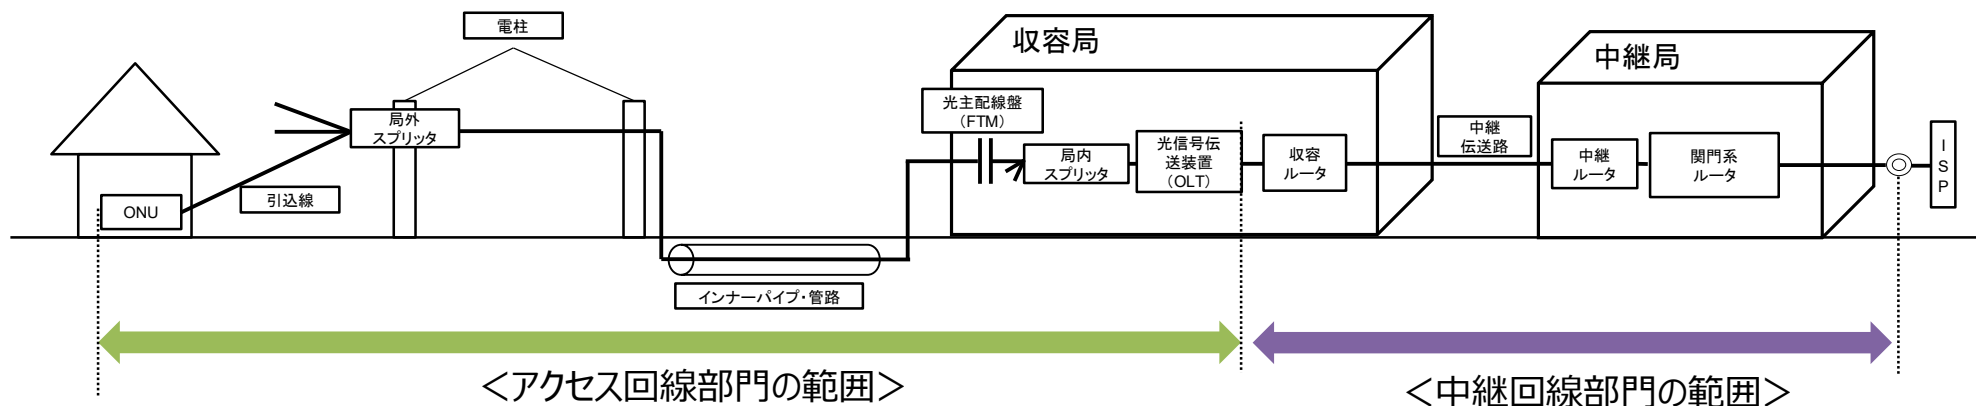 電柱
収容局
中継局
光主配線盤
（FTM）
局外
スプリッタ
局内
スプリッタ
光信号伝
送装置
（OLT）
収容
ルータ
中継
伝送路
中継
ルータ
関門系
ルータ
I
S
P
ONU
引込線
インナーパイプ・管路
＜アクセス回線部門の範囲＞
＜中継回線部門の範囲＞